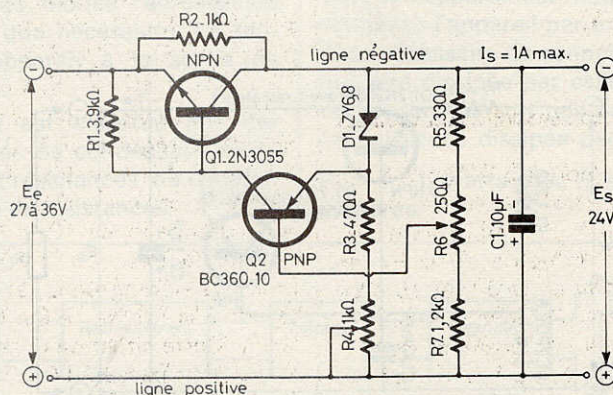 R2.1kΩ
NPN
ligne négative
Is = 1A max.
R1.3,9kΩ
Q1.2N3055
D1.ZY6,8
R5.330Ω
Ee
27 à 36V
R3.470Ω
250Ω
R6
C1.10µF
Es
24V
Q2
PNP
BC360.10
R4.1kΩ
R7.1,2kΩ
ligne positive